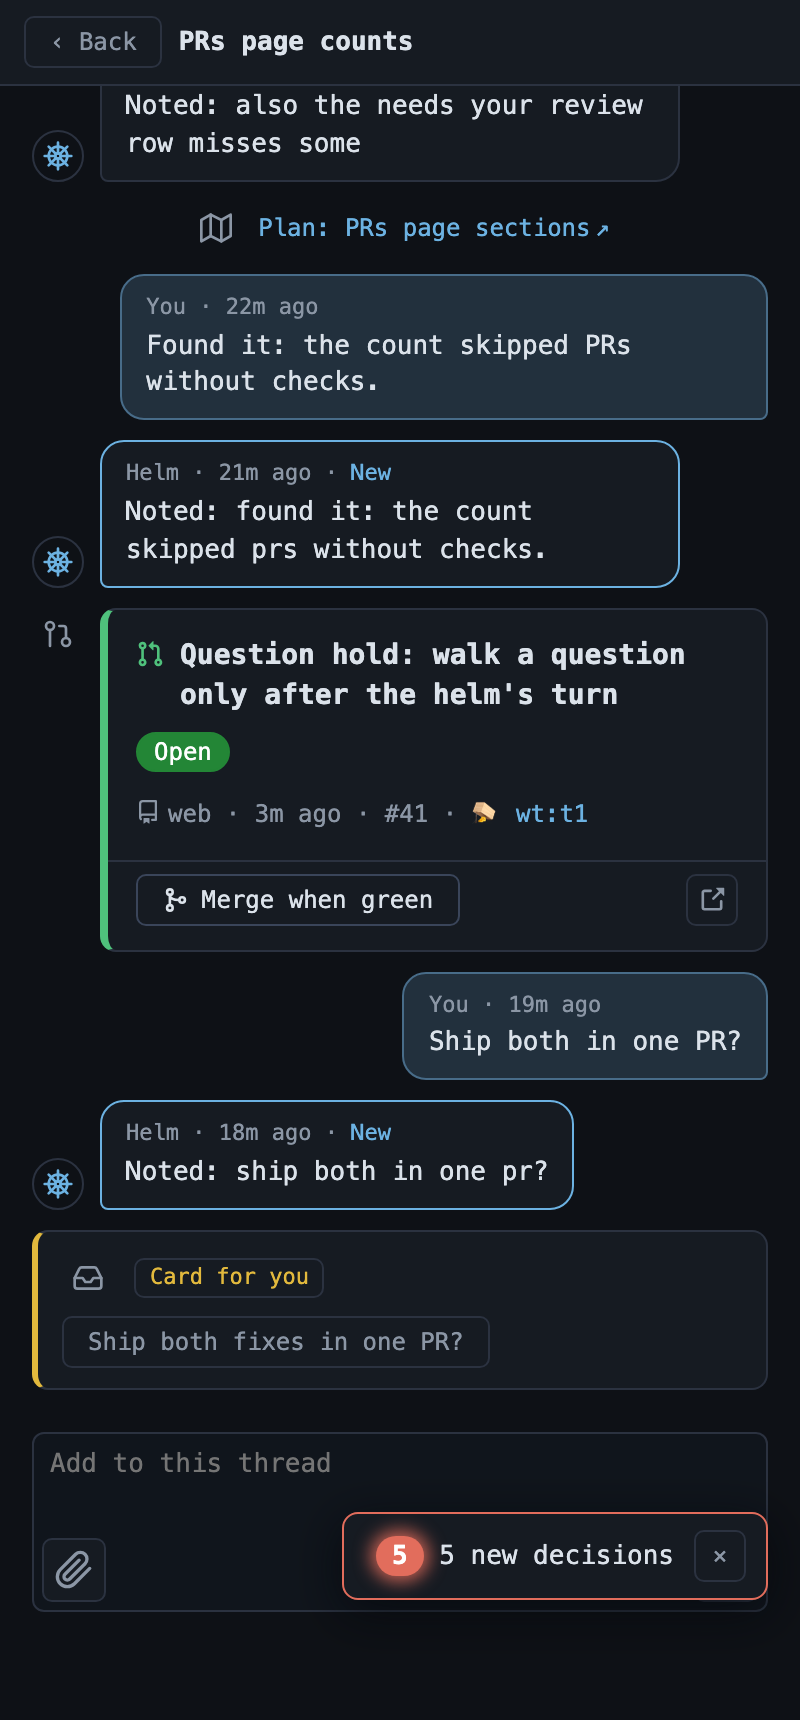 ‹ Back
PRs page counts
Noted: also the needs your review
row misses some
Plan: PRs page sections↗
You · 22m ago
Found it: the count skipped PRs
without checks.
Helm · 21m ago · New
Noted: found it: the count
skipped prs without checks.
Question hold: walk a question
only after the helm's turn
Open
web · 3m ago · #41 · wt:t1
Merge when green
You · 19m ago
Ship both in one PR?
Helm · 18m ago · New
Noted: ship both in one pr?
Card for you
Ship both fixes in one PR?
Add to this thread
5 5 new decisions ×